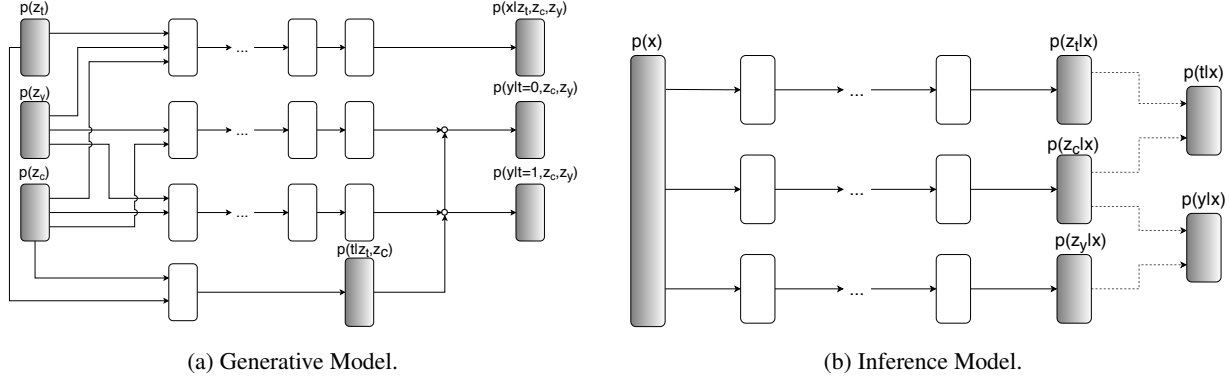 p(z_t)
p(z_y)
p(z_c)
...
...
...
p(t|z_t,z_c)
p(x|z_t,z_c,z_y)
p(y|t=0,z_c,z_y)
p(y|t=1,z_c,z_y)
(a) Generative Model.
p(x)
...
...
...
p(z_t|x)
p(z_c|x)
p(z_y|x)
p(t|x)
p(y|x)
(b) Inference Model.